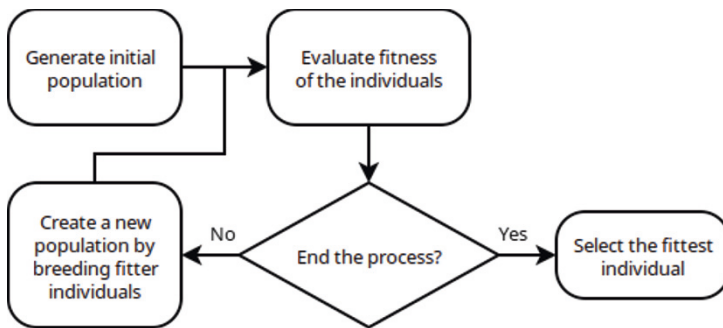 Generate initial
population
Evaluate fitness
of the individuals
Create a new
population by
breeding fitter
individuals
No
End the process?
Yes
Select the fittest
individual